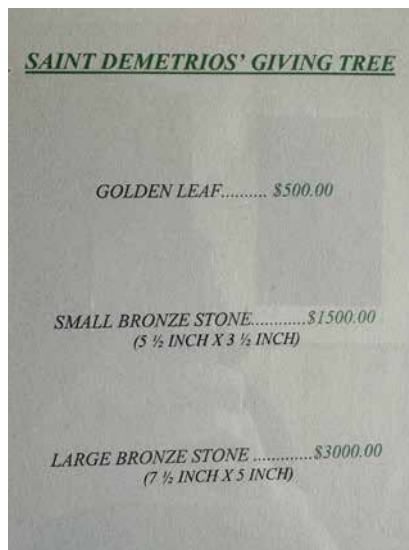 SAINT DEMETRIOS' GIVING TREE
GOLDEN LEAF.......... $500.00
SMALL BRONZE STONE............$1500.00
(5 ½ INCH X 3 ½ INCH)
LARGE BRONZE STONE .............$3000.00
(7 ½ INCH X 5 INCH)